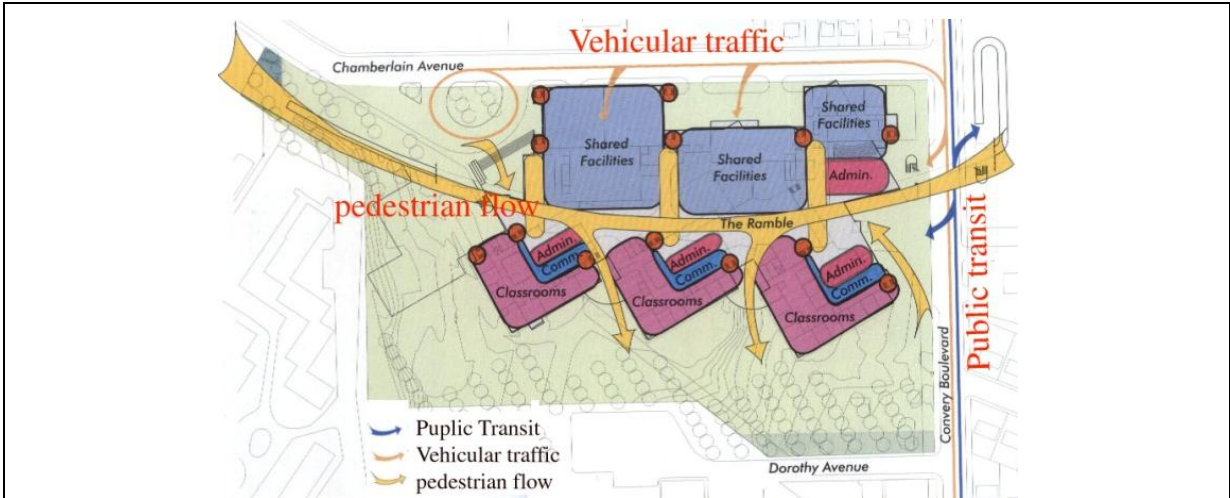 Vehicular traffic
Chamberlain Avenue
Shared
Facilities
Shared
Facilities
Shared
Facilities
Admin.
pedestrian flow
The Ramble
Admin.
Comm.
Classrooms
Admin.
Comm.
Classrooms
Admin.
Comm.
Classrooms
Public transit
Convery Boulevard
Puplic Transit
Vehicular traffic
pedestrian flow
Dorothy Avenue